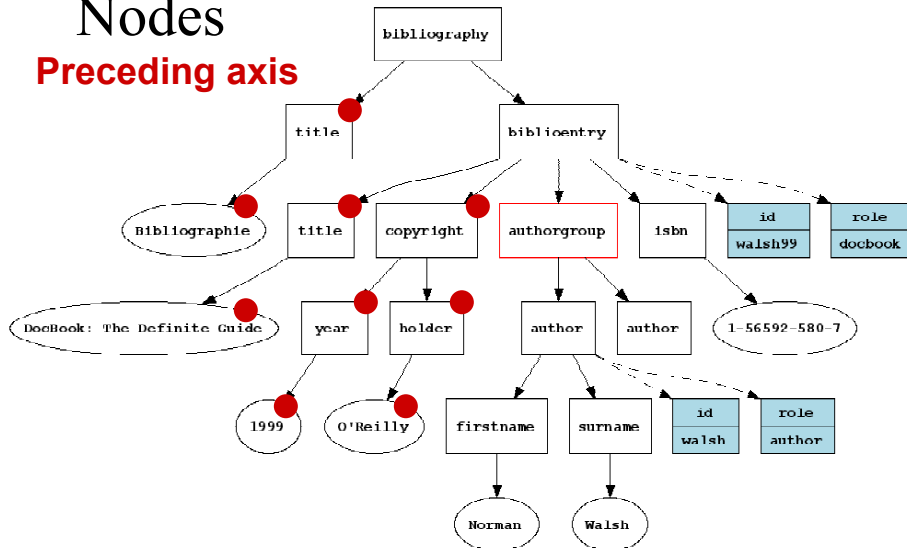 Nodes
Preceding axis
bibliography
title
biblioentry
Bibliographie
title
copyright
authorgroup
isbn
id
walsh99
role
docbook
DocBook: The Definite Guide
year
holder
author
author
1-56592-580-7
1999
O'Reilly
firstname
surname
id
walsh
role
author
Norman
Walsh